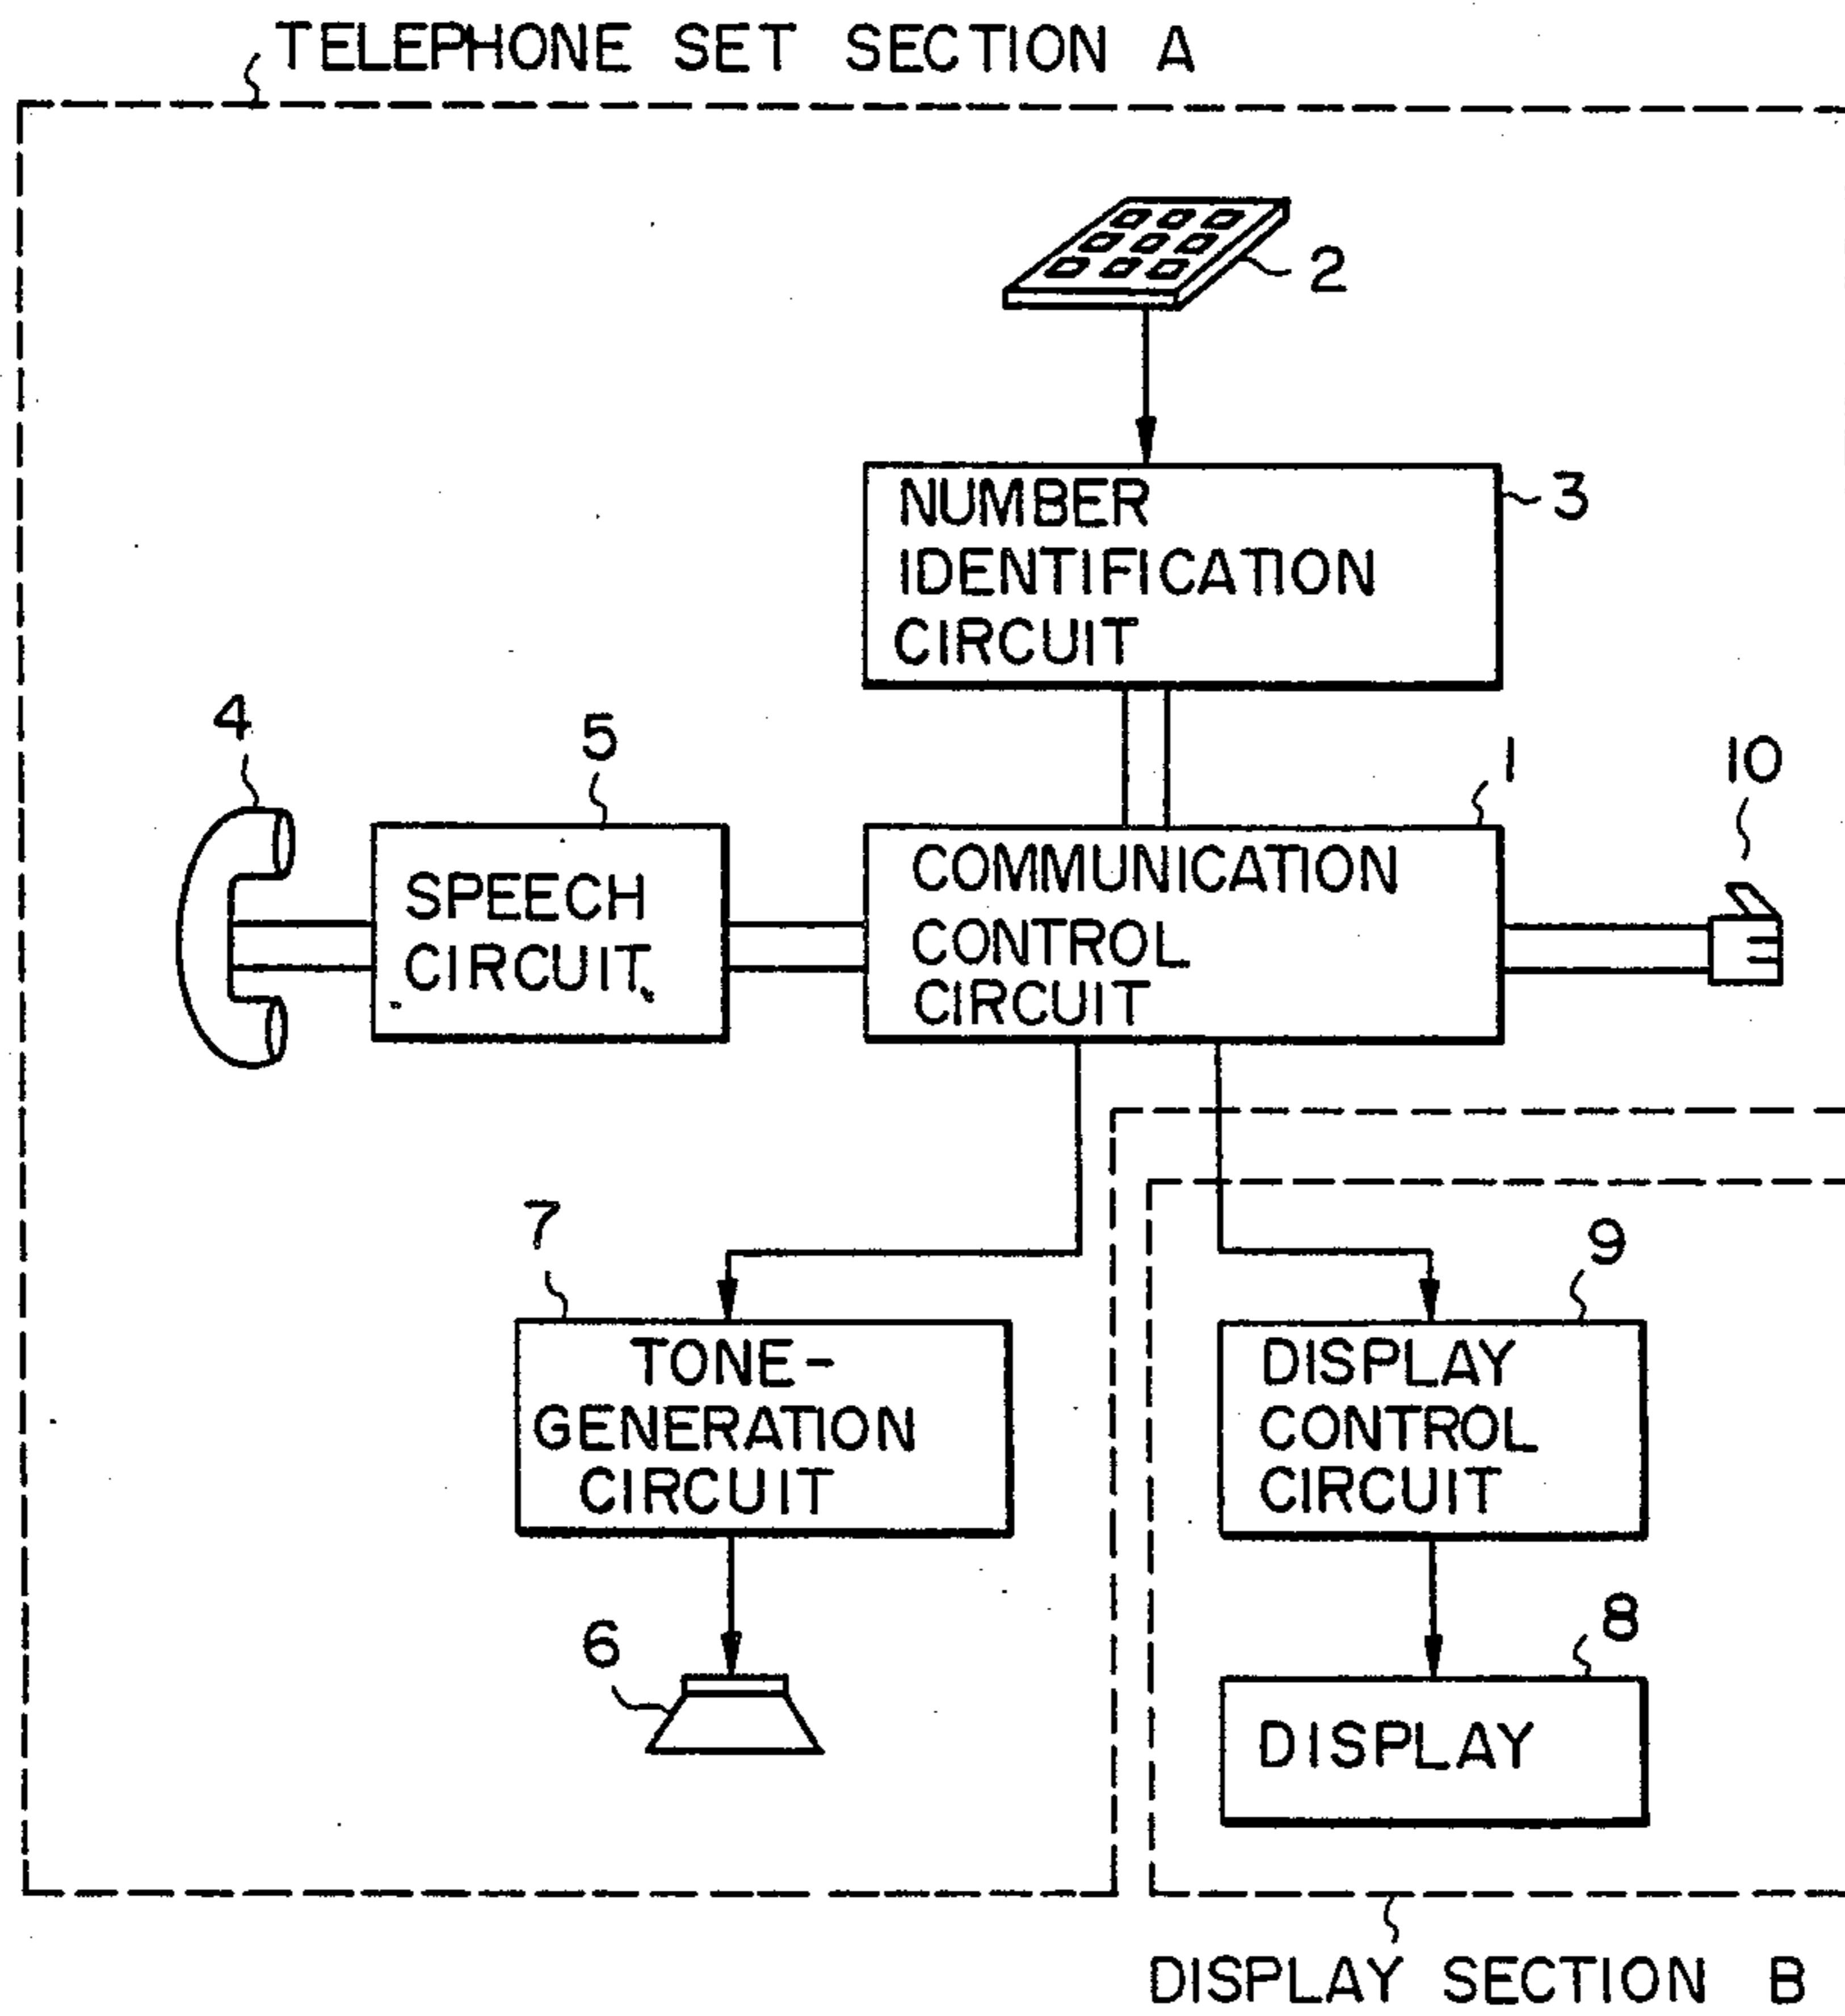 TELEPHONE SET SECTION A
2
NUMBER
IDENTIFICATION
CIRCUIT
3
4
5
1
10
SPEECH
CIRCUIT
COMMUNICATION
CONTROL
CIRCUIT
7
9
TONE-
GENERATION
CIRCUIT
DISPLAY
CONTROL
CIRCUIT
6
8
DISPLAY
DISPLAY SECTION B